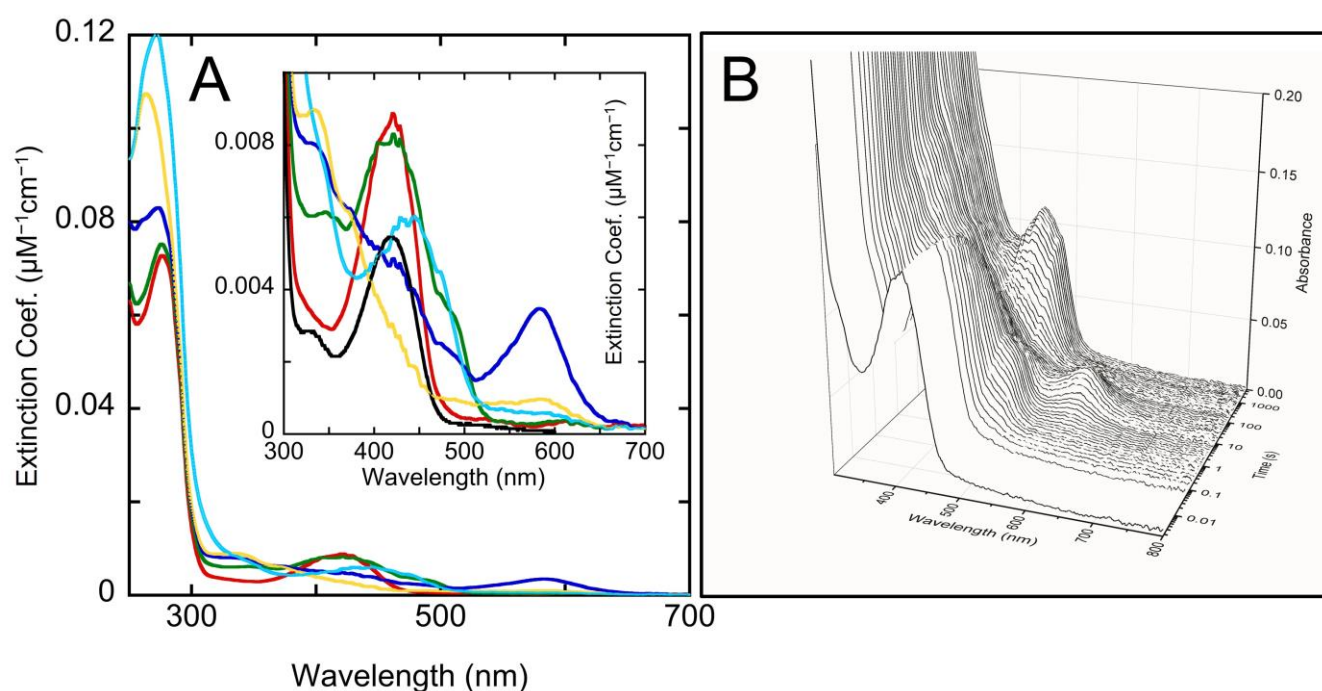 A
Extinction Coef. (µM⁻¹cm⁻¹)
0.12
0.08
0.04
0
300
500
700
Wavelength (nm)
0.008
0.004
0
300 400 500 600 700
Wavelength (nm)
Extinction Coef. (µM⁻¹cm⁻¹)
B
0.20
0.15
0.10
0.05
0.00
Absorbance
1000
100
10
1
0.1
0.01
Time (s)
400
500
600
700
800
Wavelength (nm)